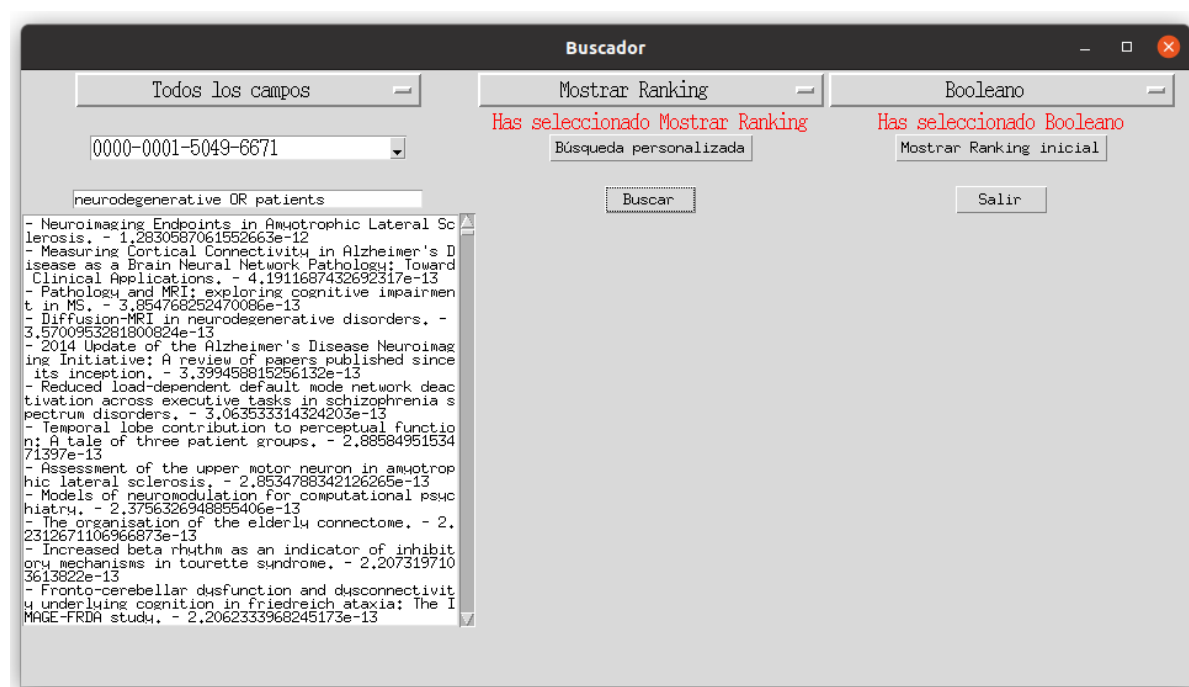 Buscador
Todos los campos
Mostrar Ranking
Booleano
Has seleccionado Mostrar Ranking
Has seleccionado Booleano
0000-0001-5049-6671
Búsqueda personalizada
Mostrar Ranking inicial
neurodegenerative OR patients
Buscar
Salir
- Neuroimaging Endpoints in Amyotrophic Lateral Sc
lerosis. - 1.2830587061552663e-12
- Measuring Cortical Connectivity in Alzheimer's D
isease as a Brain Neural Network Pathology: Toward
 Clinical Applications. - 4.1911687432692317e-13
- Pathology and MRI: exploring cognitive impairmen
t in MS. - 3.854768252470086e-13
- Diffusion-MRI in neurodegenerative disorders. -
3.5700953281800824e-13
- 2014 Update of the Alzheimer's Disease Neuroimag
ing Initiative: A review of papers published since
 its inception. - 3.399458815256132e-13
- Reduced load-dependent default mode network deac
tivation across executive tasks in schizophrenia s
pectrum disorders. - 3.063533314324203e-13
- Temporal lobe contribution to perceptual functio
n: A tale of three patient groups. - 2.88584951534
71397e-13
- Assessment of the upper motor neuron in amyotrop
hic lateral sclerosis. - 2.8534788342126265e-13
- Models of neuromodulation for computational psyc
hiatry. - 2.3756326948855406e-13
- The organisation of the elderly connectome. - 2.
2312671106966873e-13
- Increased beta rhythm as an indicator of inhibit
ory mechanisms in tourette syndrome. - 2.207319710
3613822e-13
- Fronto-cerebellar dysfunction and dysconnectivit
y underlying cognition in friedreich ataxia: The I
MAGE-FRDA study. - 2.2062333968245173e-13